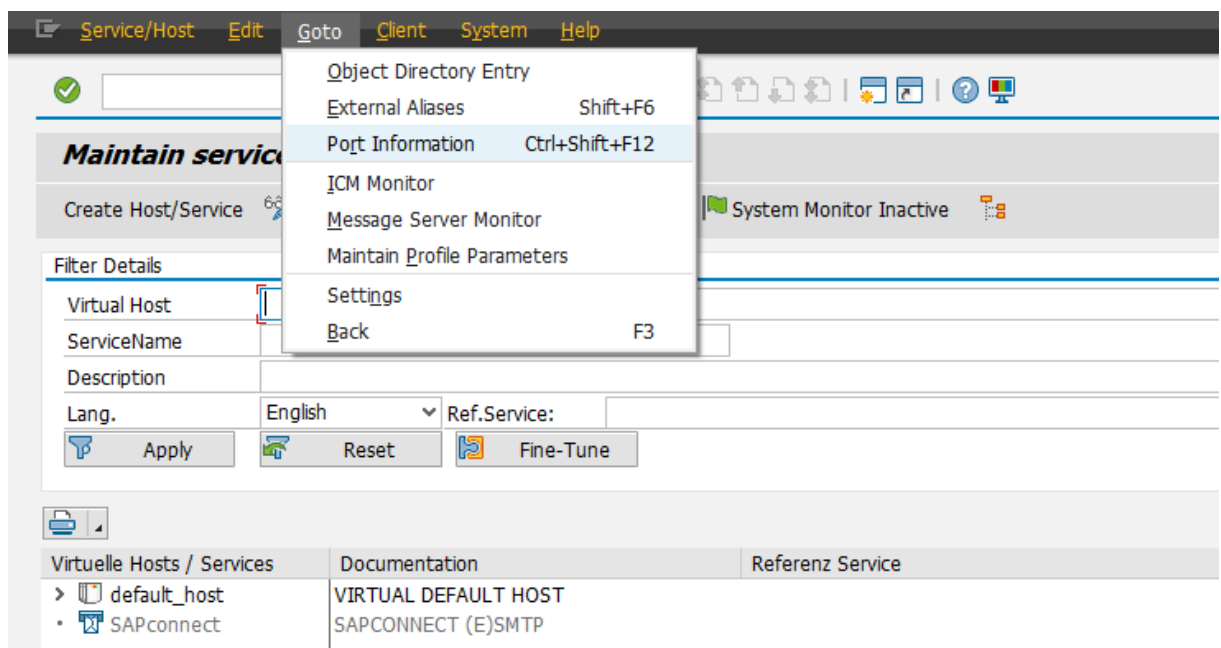 Service/Host Edit Goto Client System Help
Object Directory Entry
External Aliases Shift+F6
Port Information Ctrl+Shift+F12
ICM Monitor
Message Server Monitor
Maintain Profile Parameters
Settings
Back F3
Maintain service
Create Host/Service
System Monitor Inactive
Filter Details
Virtual Host
ServiceName
Description
Lang. English Ref.Service:
Apply Reset Fine-Tune
Virtuelle Hosts / Services Documentation Referenz Service
default_host VIRTUAL DEFAULT HOST
SAPconnect SAPCONNECT (E)SMTP